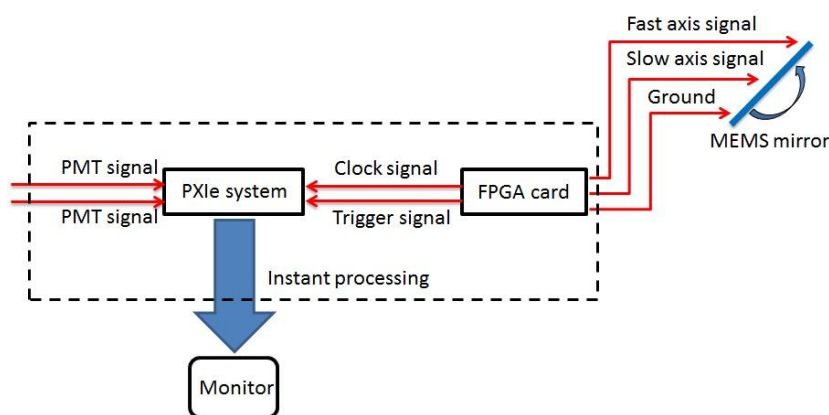 Fast axis signal
Slow axis signal
Ground
MEMS mirror
PMT signal
PXIe system
Clock signal
FPGA card
PMT signal
Trigger signal
Instant processing
Monitor